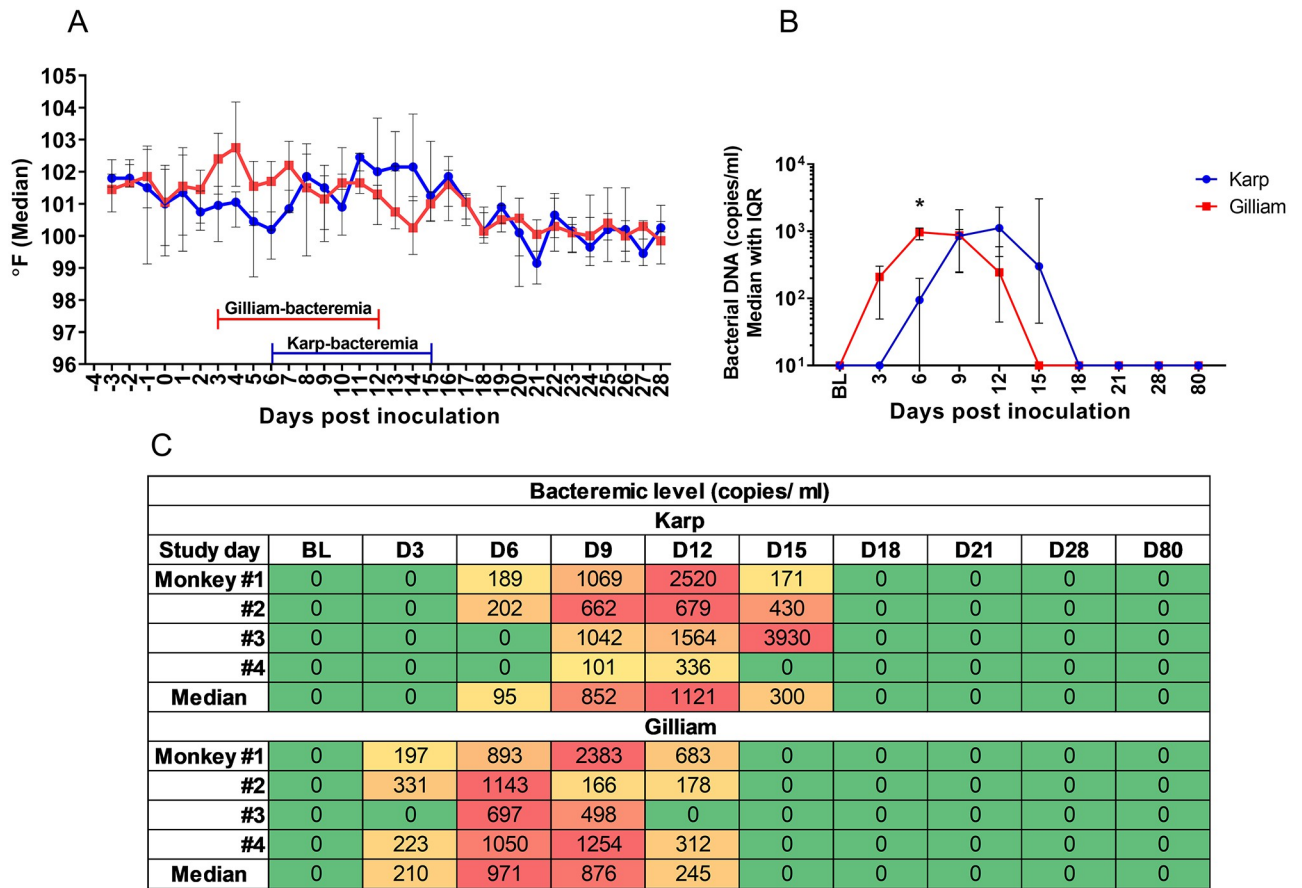 A
°F (Median)
105
104
103
102
101
100
99
98
97
96
Gilliam-bacteremia
Karp-bacteremia
-4 -3 -2 -1 0 1 2 3 4 5 6 7 8 9 10 11 12 13 14 15 16 17 18 19 20 21 22 23 24 25 26 27 28
Days post inoculation
B
Bacterial DNA (copies/ml)
Median with IQR
10⁴
10³
10²
10¹
*
BL 3 6 9 12 15 18 21 28 80
Days post inoculation
Karp
Gilliam
C
Bacteremic level (copies/ ml)
Karp
Study day BL D3 D6 D9 D12 D15 D18 D21 D28 D80
Monkey #1 0 0 189 1069 2520 171 0 0 0 0
#2 0 0 202 662 679 430 0 0 0 0
#3 0 0 0 1042 1564 3930 0 0 0 0
#4 0 0 0 101 336 0 0 0 0 0
Median 0 0 95 852 1121 300 0 0 0 0
Gilliam
Monkey #1 0 197 893 2383 683 0 0 0 0 0
#2 0 331 1143 166 178 0 0 0 0 0
#3 0 0 697 498 0 0 0 0 0 0
#4 0 223 1050 1254 312 0 0 0 0 0
Median 0 210 971 876 245 0 0 0 0 0